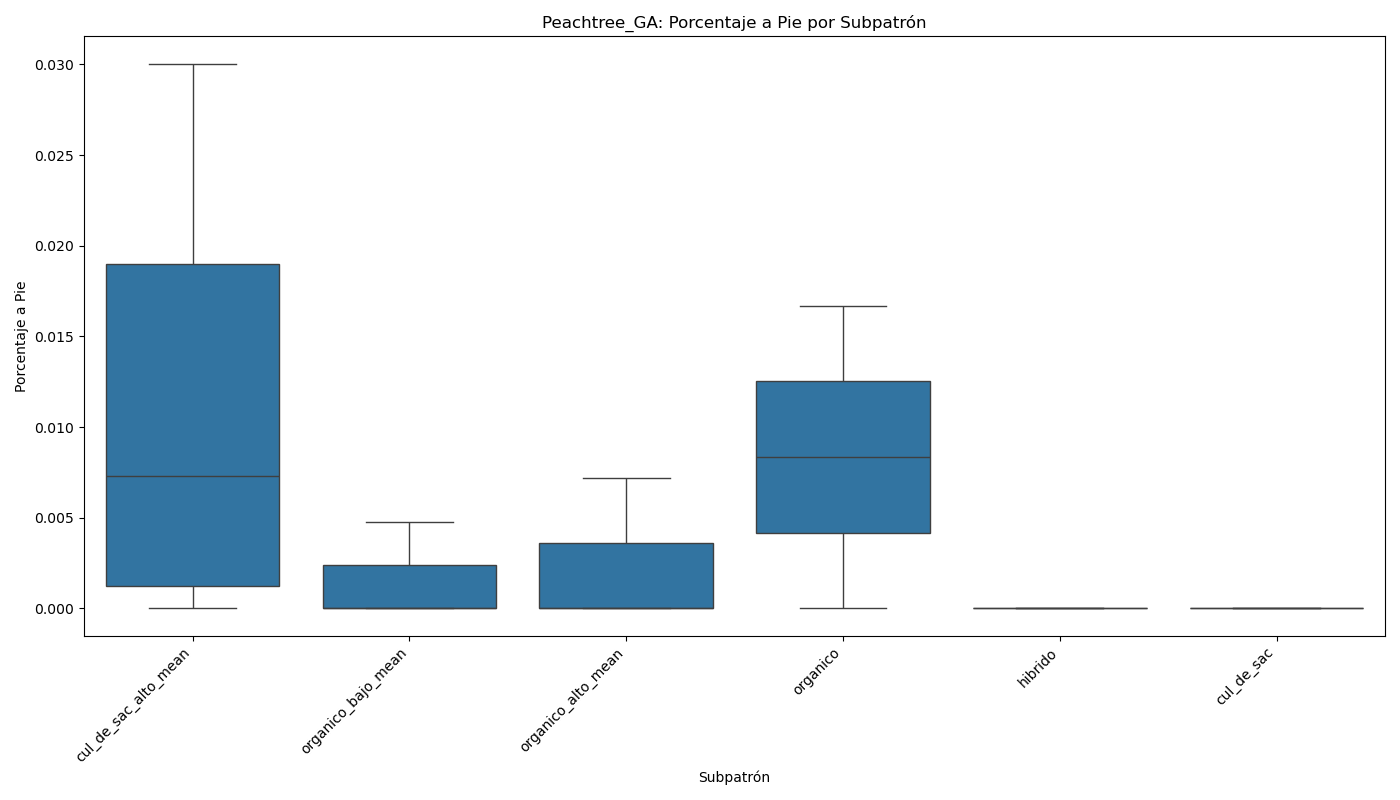 Peachtree_GA: Porcentaje a Pie por Subpatrón
Porcentaje a Pie
0.030
0.025
0.020
0.015
0.010
0.005
0.000
cul_de_sac_alto_mean
organico_bajo_mean
organico_alto_mean
organico
hibrido
cul_de_sac
Subpatrón